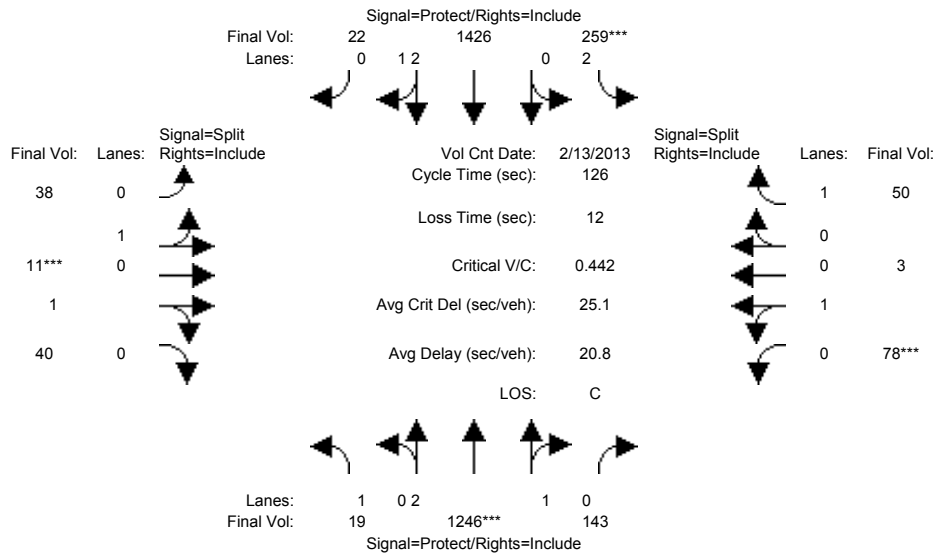 Signal=Protect/Rights=Include
Final Vol: 22 1426 259***
Lanes: 0 1 2 0 2
Signal=Split Signal=Split
Final Vol: Lanes: Rights=Include Vol Cnt Date: 2/13/2013 Rights=Include Lanes: Final Vol:
Cycle Time (sec): 126
38 0 1 50
Loss Time (sec): 12
1 0
11*** 0 Critical V/C: 0.442 0 3
1 Avg Crit Del (sec/veh): 25.1 1
40 0 Avg Delay (sec/veh): 20.8 0 78***
LOS: C
Lanes: 1 0 2 1 0
Final Vol: 19 1246*** 143
Signal=Protect/Rights=Include